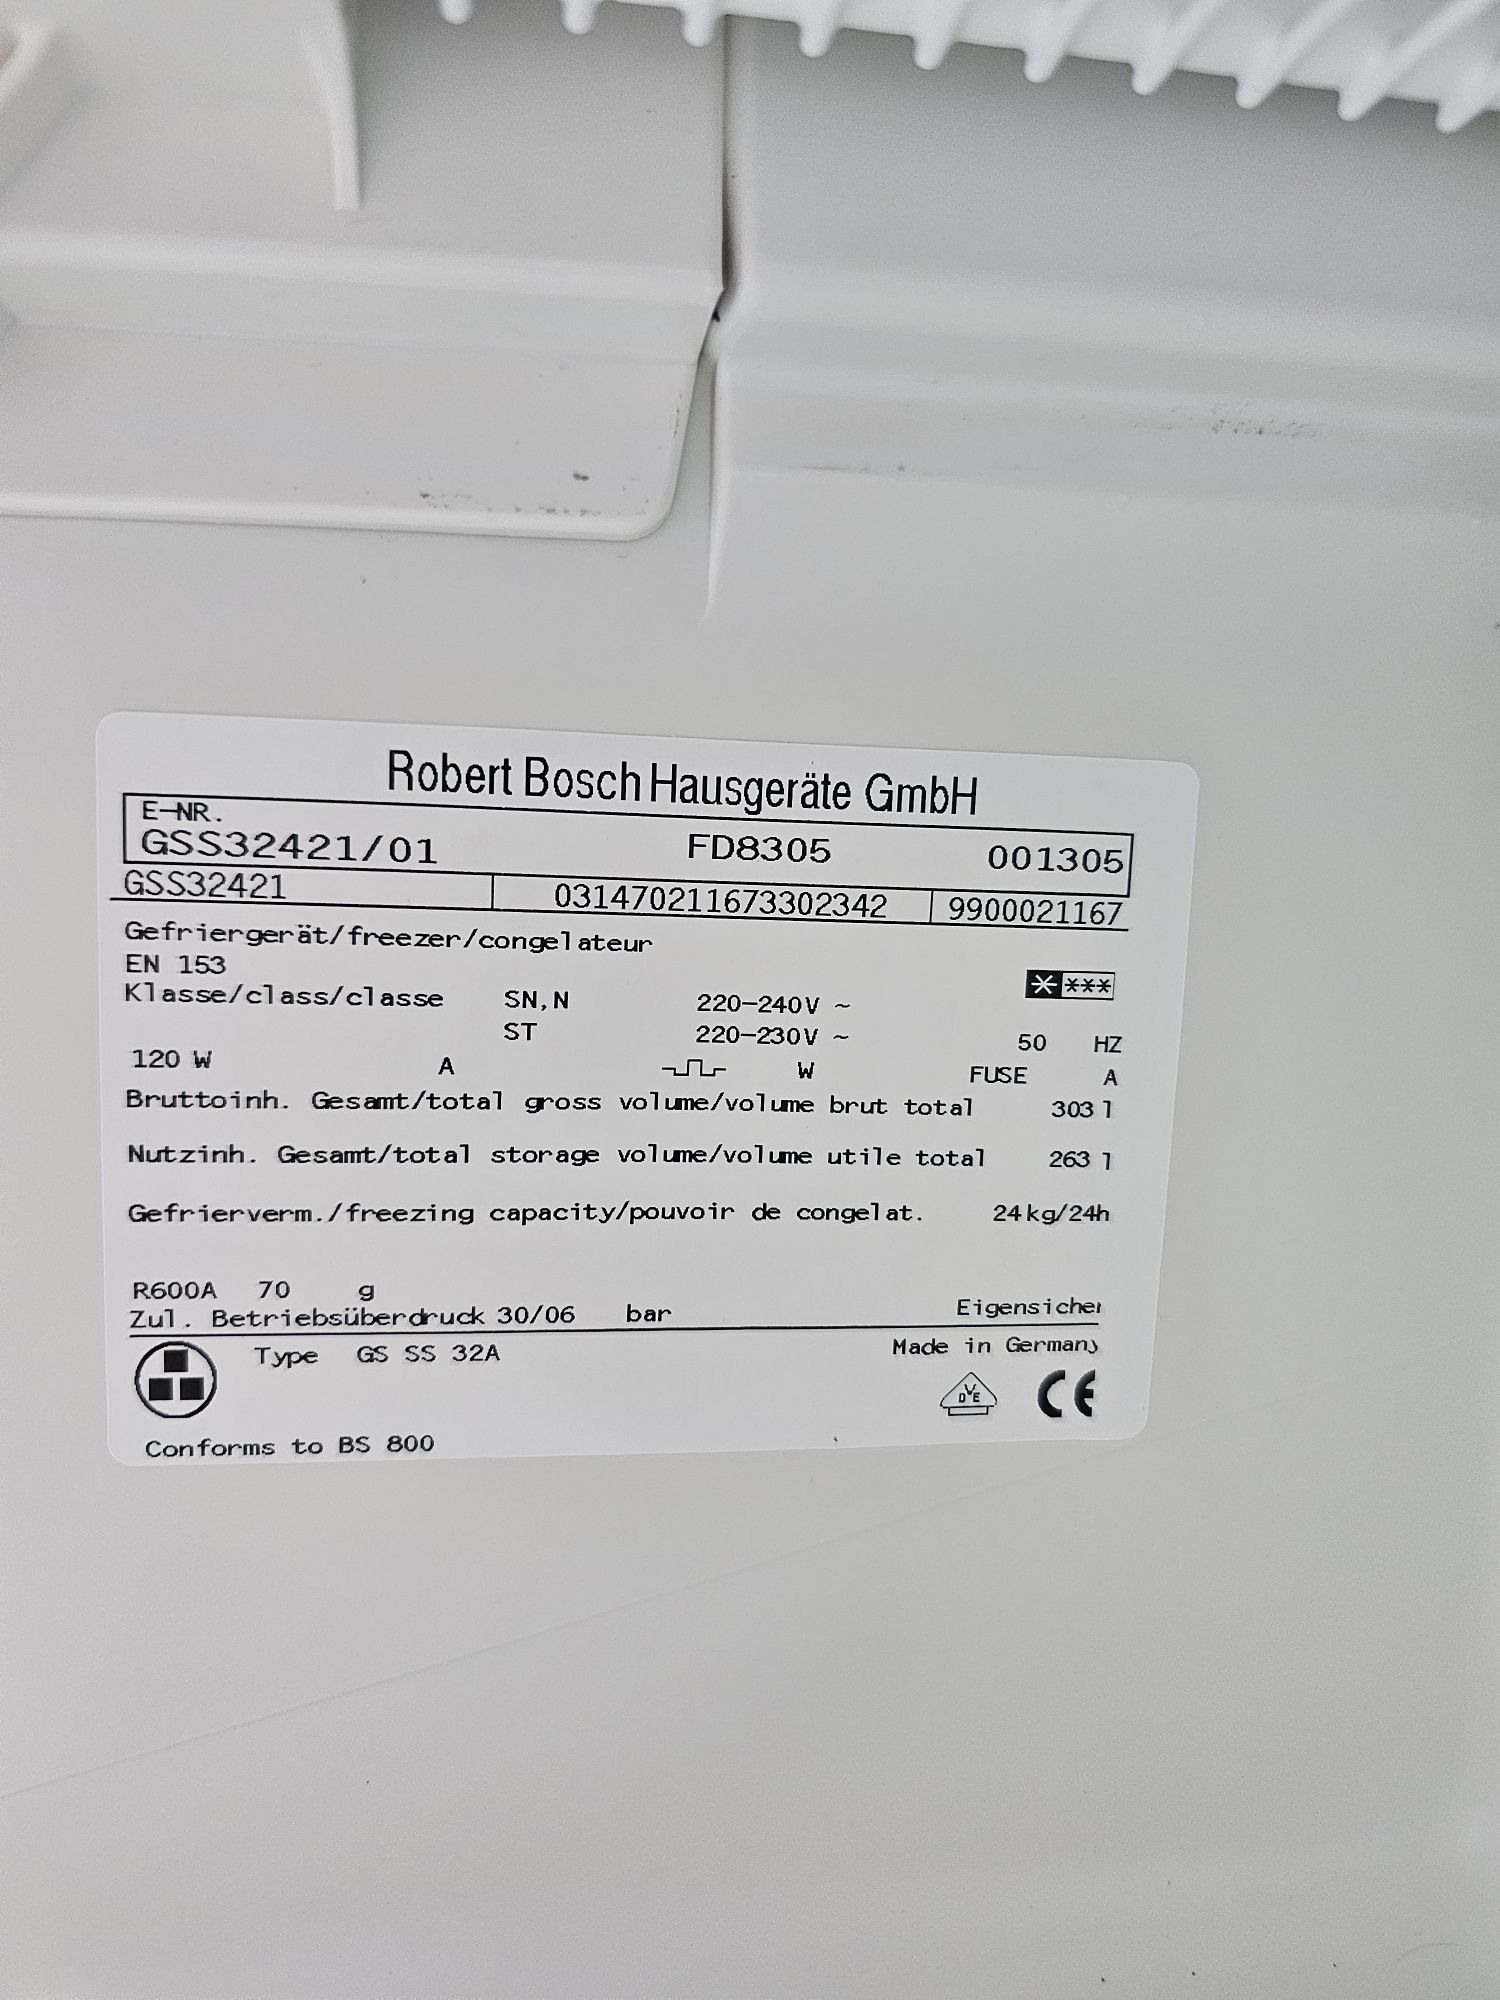 Robert Bosch Hausgeräte GmbH
E-NR.
GSS32421/01 FD8305 001305
GSS32421 031470211673302342 9900021167
Gefriergerät/freezer/congelateur
EN 153
Klasse/class/classe SN,N 220-240V ~
ST 220-230V ~ 50 HZ
120 W A W FUSE A
Bruttoinh. Gesamt/total gross volume/volume brut total 303 l
Nutzinh. Gesamt/total storage volume/volume utile total 263 l
Gefrierverm./freezing capacity/pouvoir de congelat. 24kg/24h
R600A 70 g
Zul. Betriebsüberdruck 30/06 bar Eigensicher
Type GS SS 32A Made in Germany
DVE CE
Conforms to BS 800